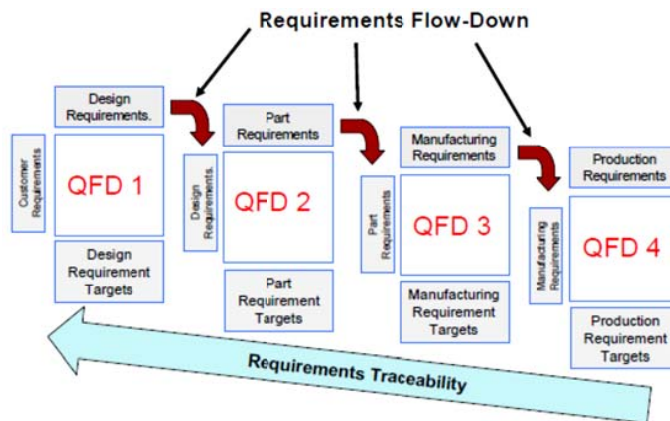 Requirements Flow-Down
Design
Requirements.
Customer
Requirements
QFD 1
Design
Requirement
Targets
Part
Requirements
Design
Requirements.
QFD 2
Part
Requirement
Targets
Manufacturing
Requirements
Part
Requirements
QFD 3
Manufacturing
Requirement
Targets
Production
Requirements
Manufacturing
Requirements
QFD 4
Production
Requirement
Targets
Requirements Traceability